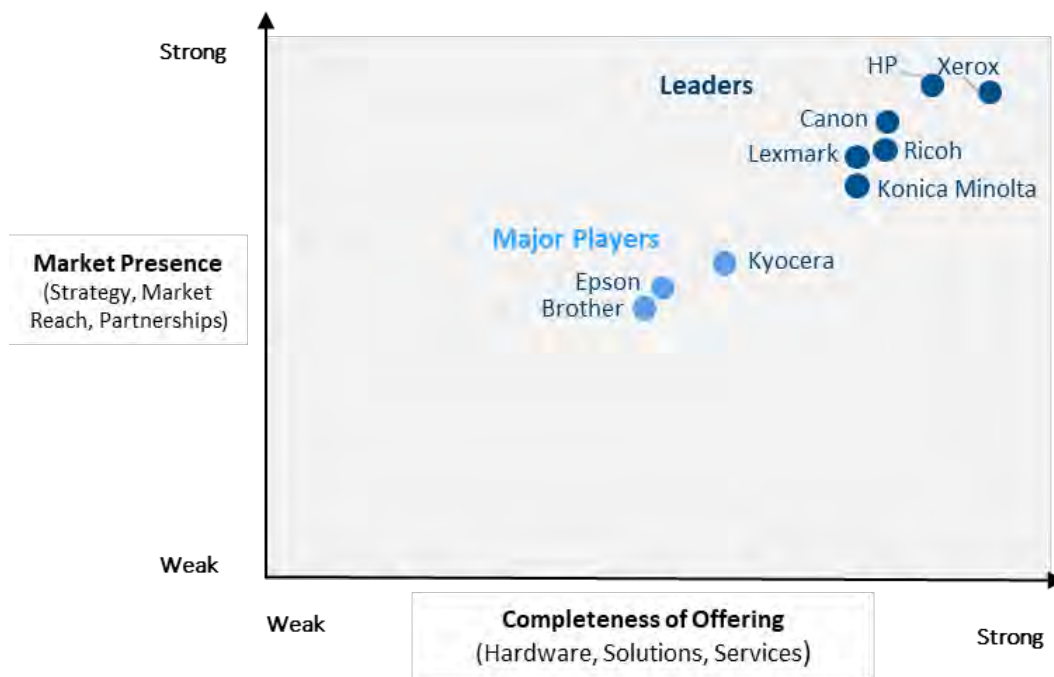 Strong
HP
Xerox
Leaders
Canon
Lexmark
Ricoh
Konica Minolta
Major Players
Kyocera
Epson
Brother
Market Presence
(Strategy, Market
Reach, Partnerships)
Weak
Weak
Completeness of Offering
(Hardware, Solutions, Services)
Strong